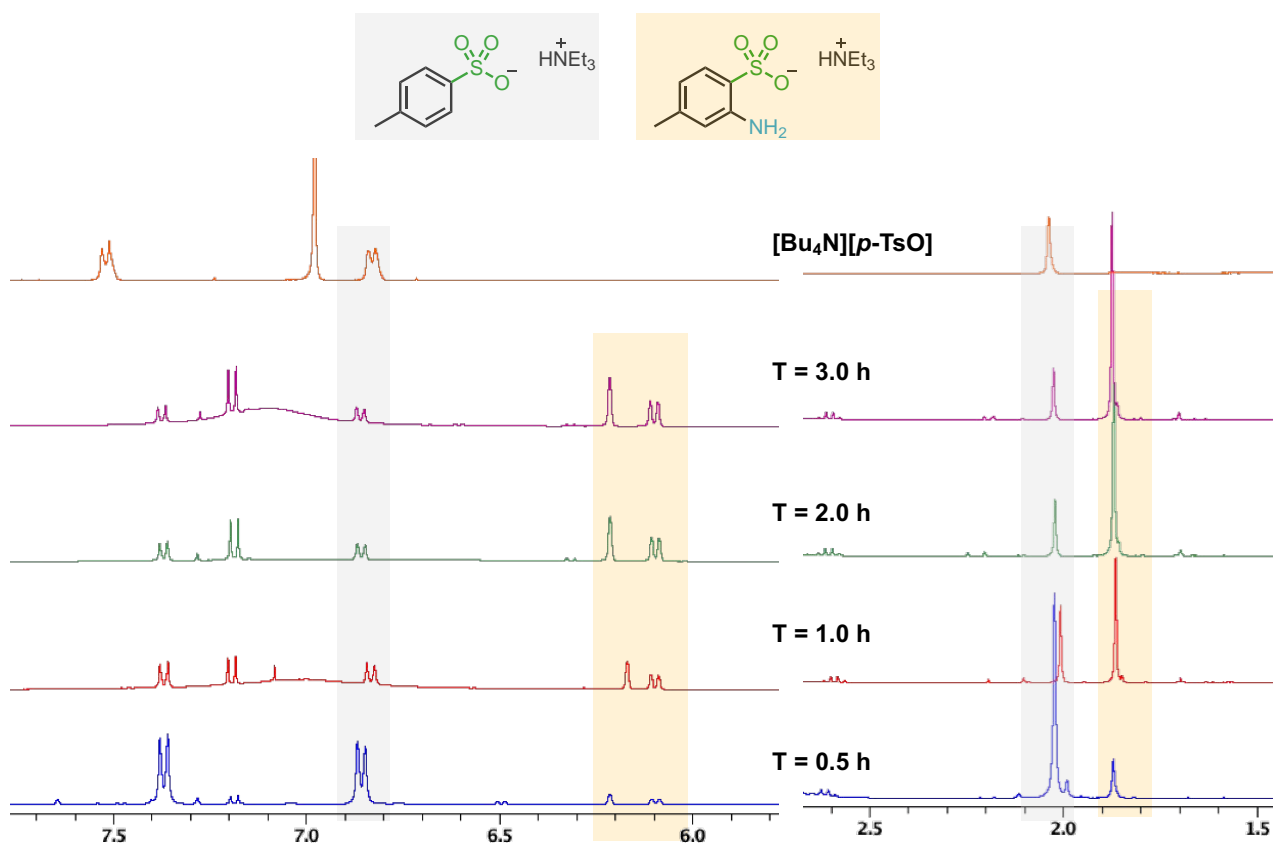 O O + HNEt₃
S O⁻
O O + HNEt₃
S O⁻
NH₂
[Bu₄N][p-TsO]
T = 3.0 h
T = 2.0 h
T = 1.0 h
T = 0.5 h
7.5 7.0 6.5 6.0
2.5 2.0 1.5